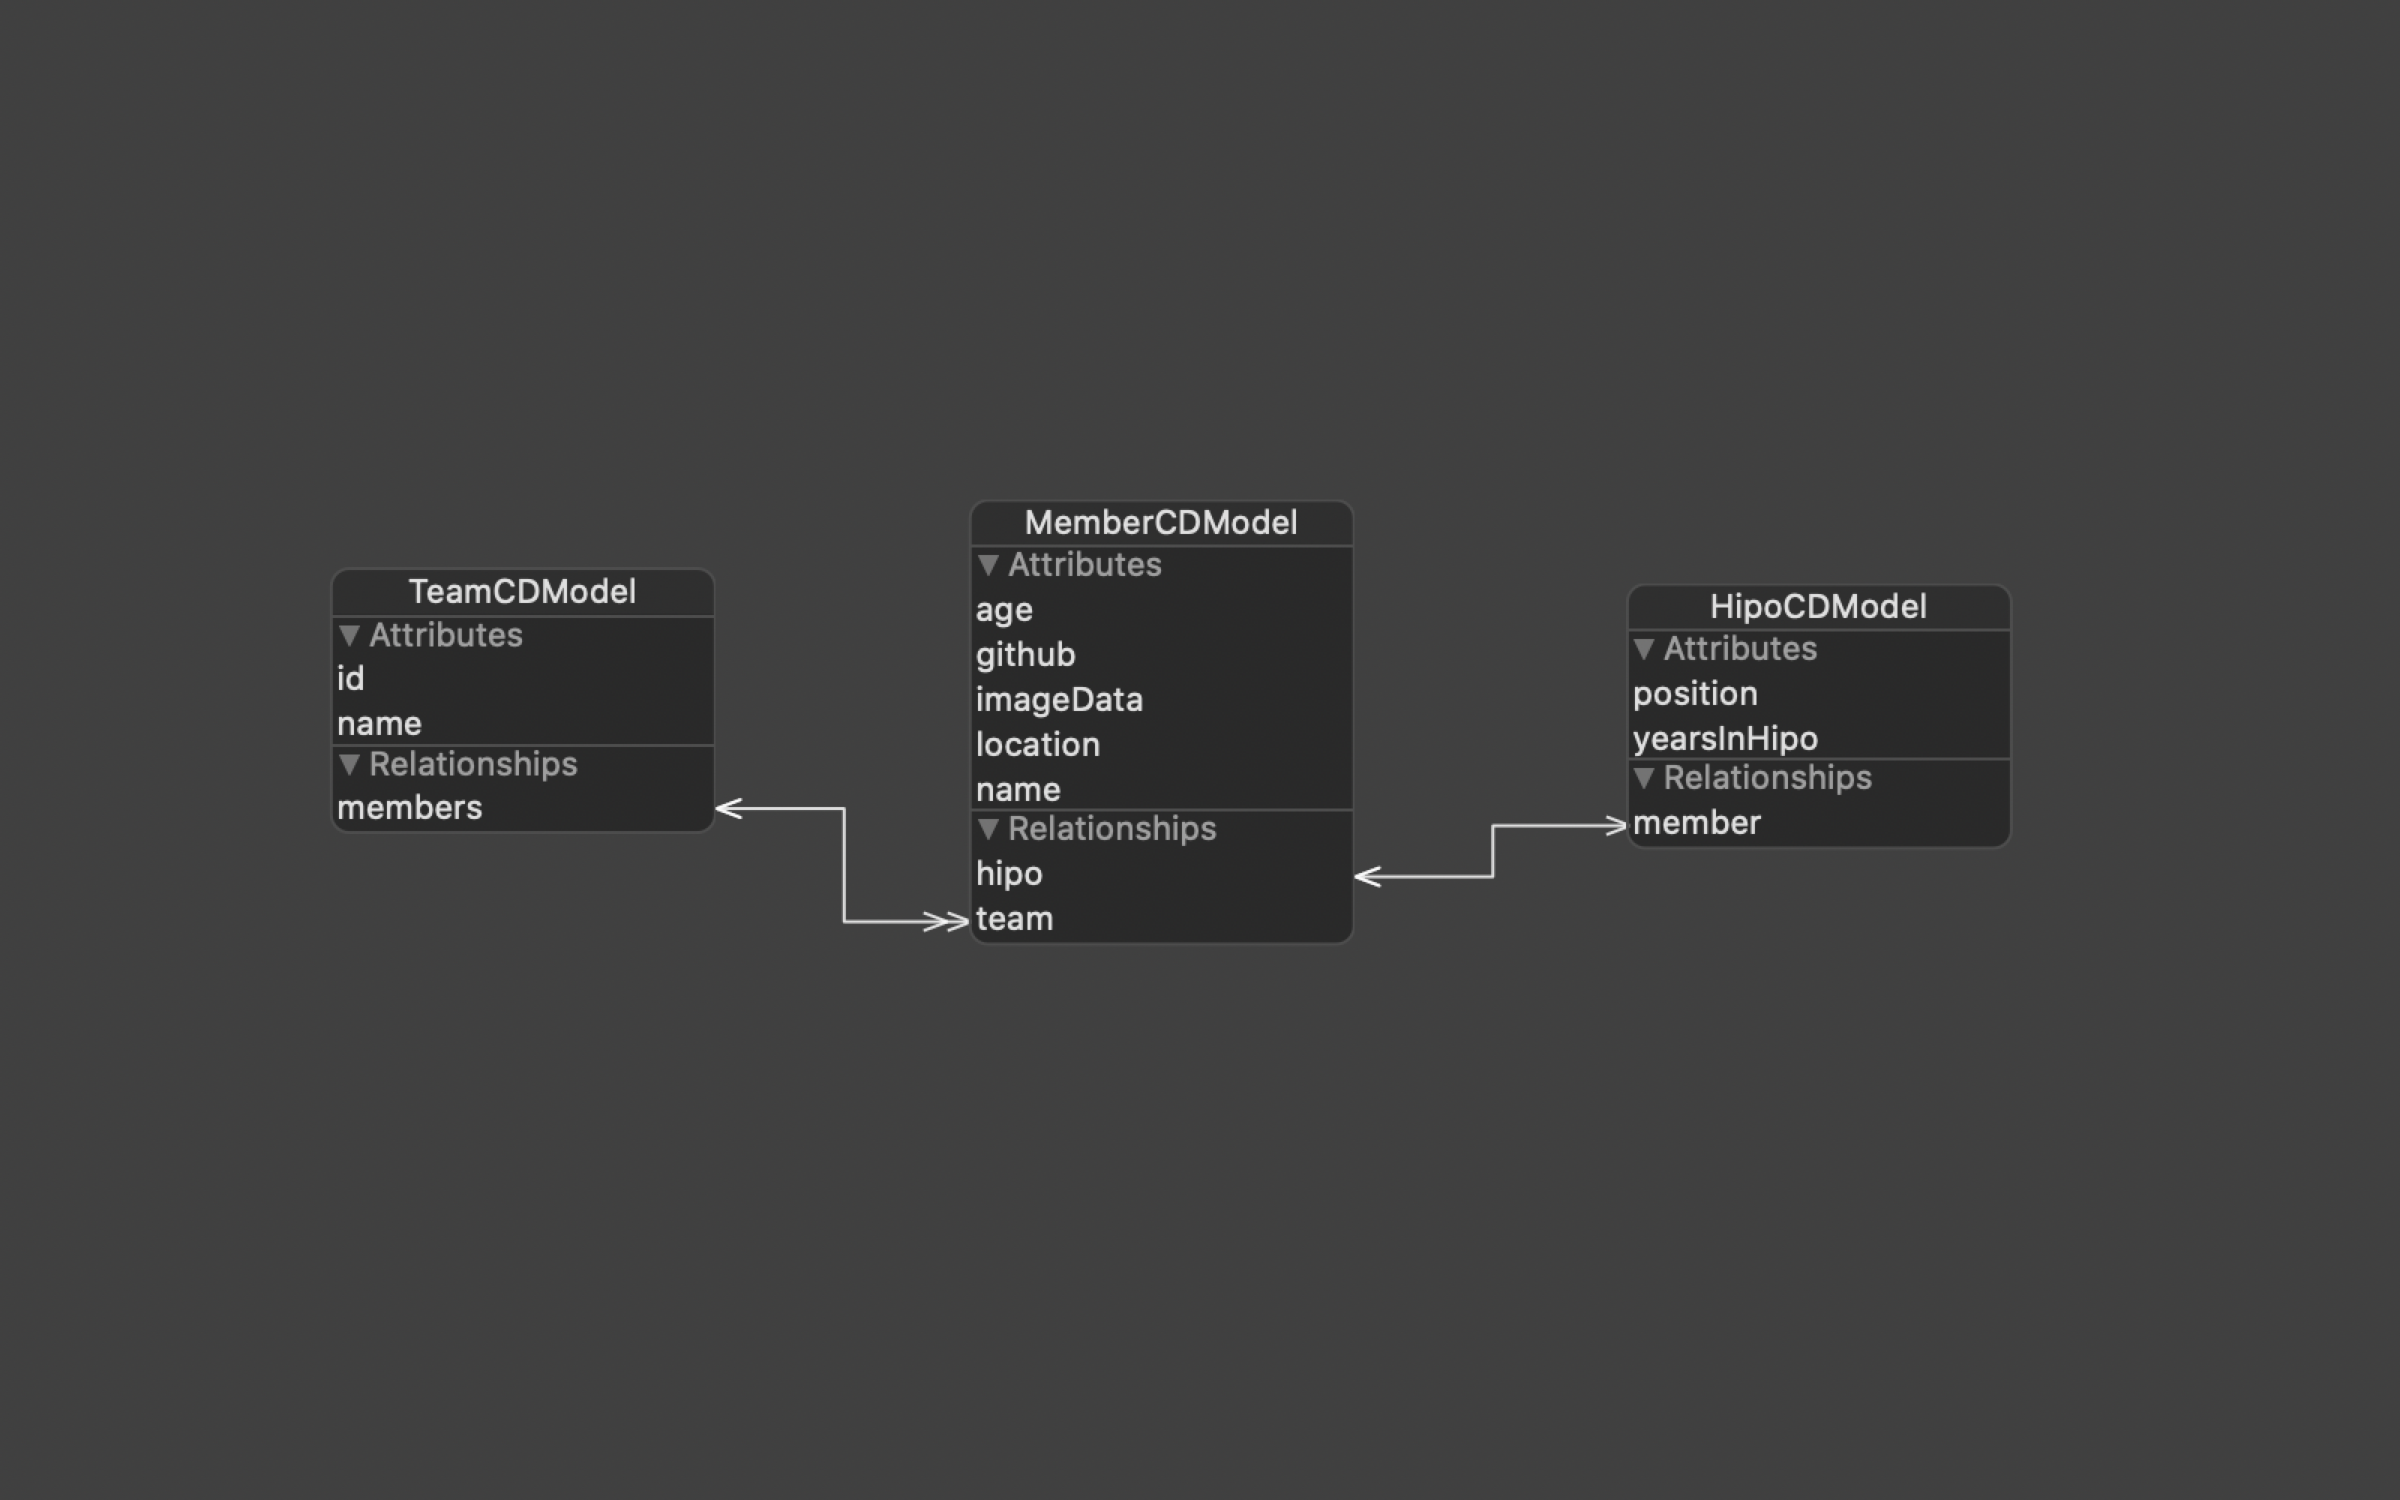 TeamCDModel
▼ Attributes
id
name
▼ Relationships
members
MemberCDModel
▼ Attributes
age
github
imageData
location
name
▼ Relationships
hipo
team
HipoCDModel
▼ Attributes
position
yearsInHipo
▼ Relationships
member